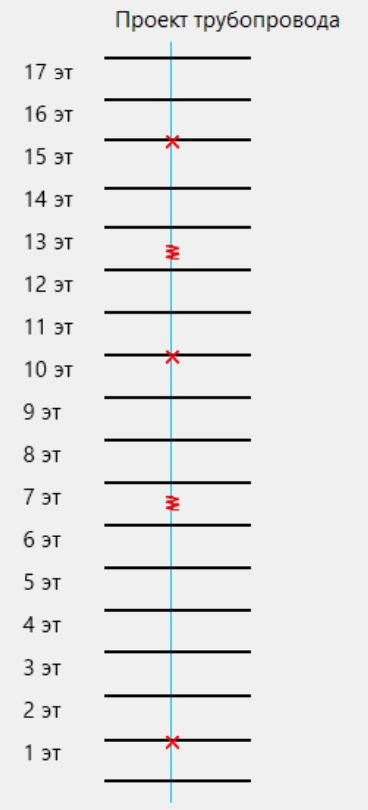 Проект трубопровода
17 эт
16 эт
15 эт
14 эт
13 эт
12 эт
11 эт
10 эт
9 эт
8 эт
7 эт
6 эт
5 эт
4 эт
3 эт
2 эт
1 эт